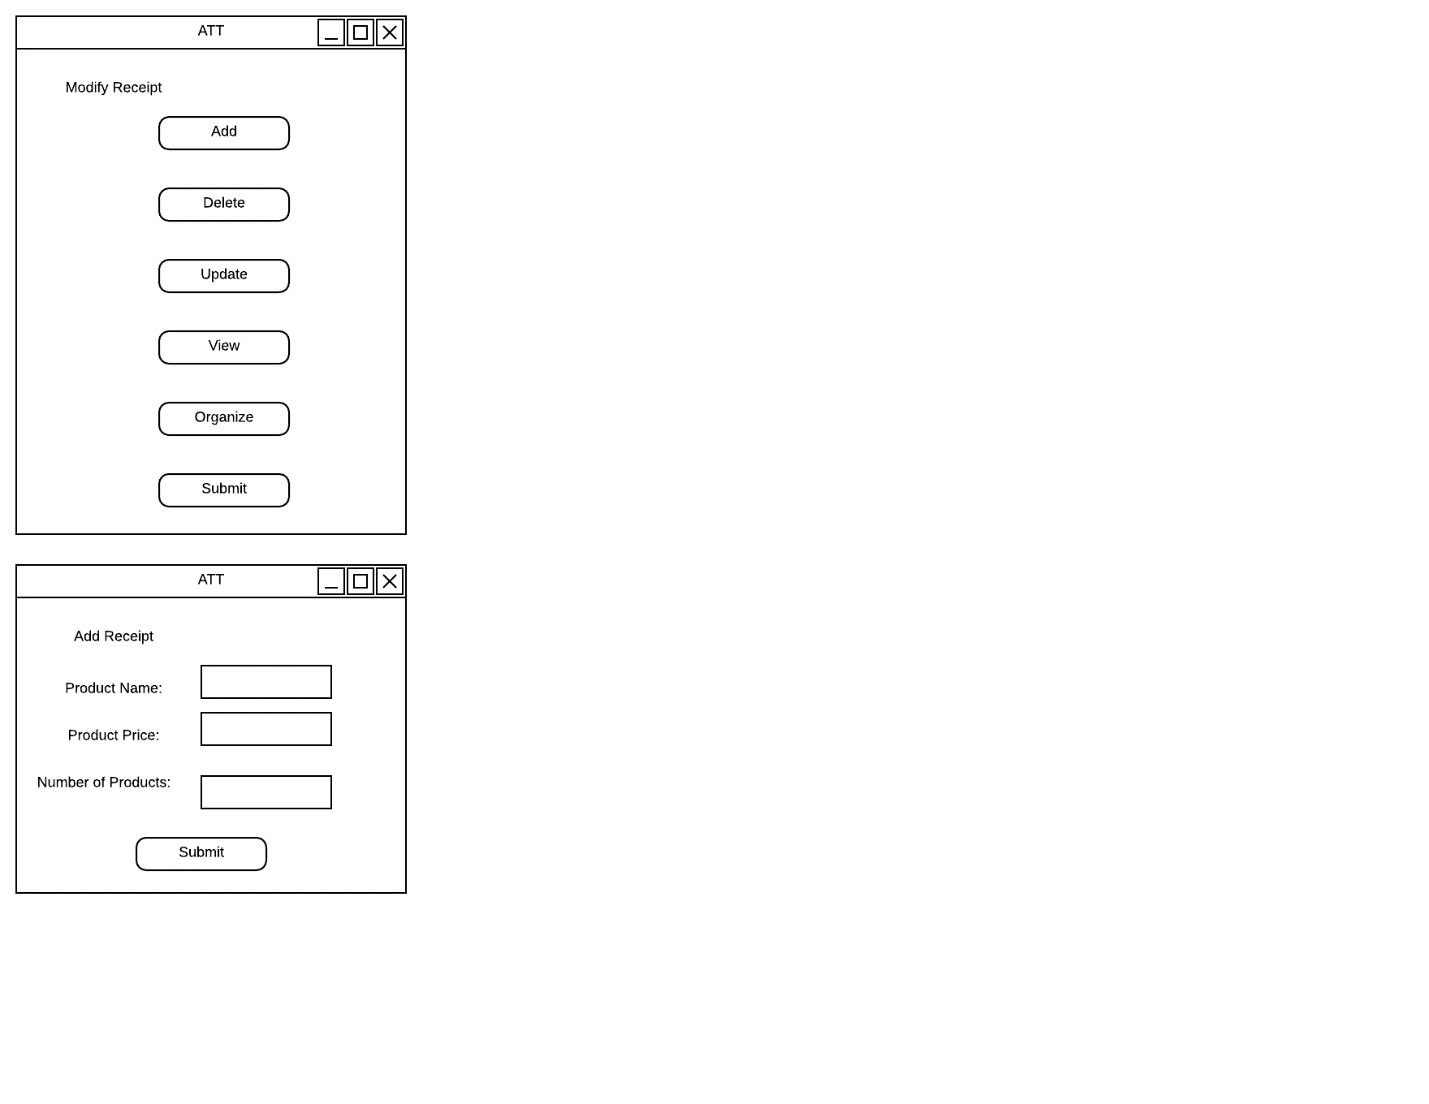 ATT
Modify Receipt
Add
Delete
Update
View
Organize
Submit
ATT
Add Receipt
Product Name:
Product Price:
Number of Products:
Submit